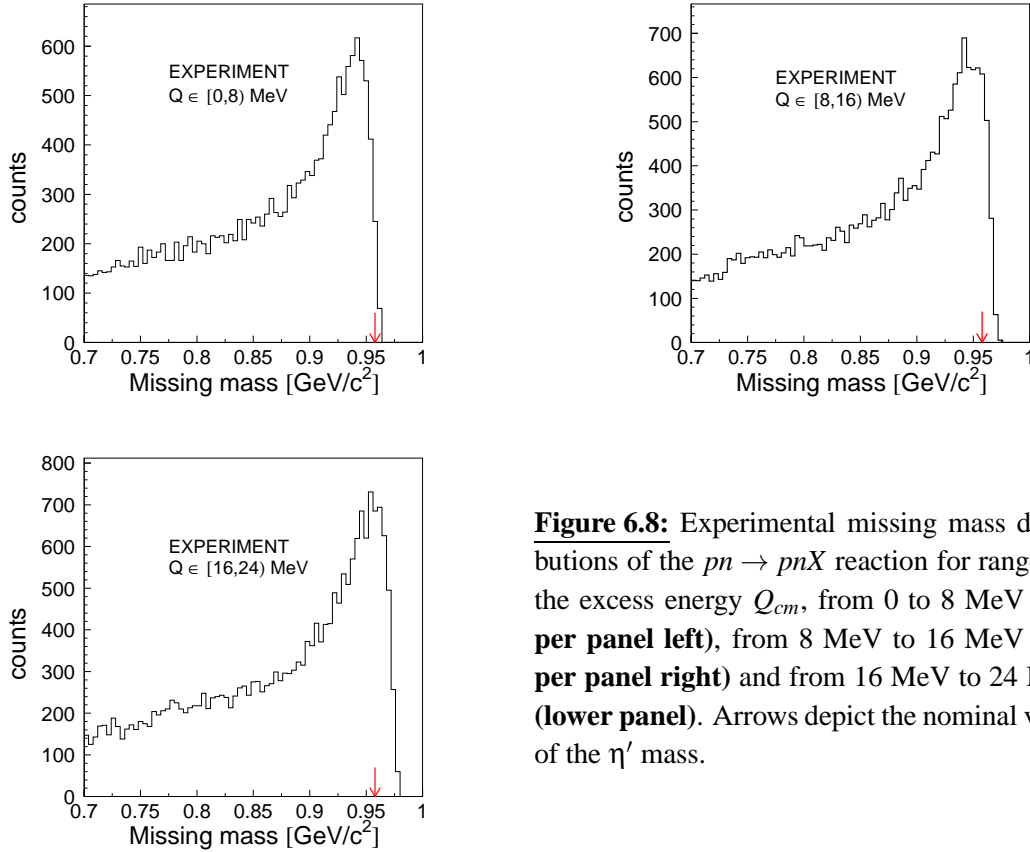 600
500
400
300
200
100
0
counts
EXPERIMENT
Q ∈ [0,8) MeV
0.7 0.75 0.8 0.85 0.9 0.95 1
Missing mass [GeV/c²]
700
600
500
400
300
200
100
0
counts
EXPERIMENT
Q ∈ [8,16) MeV
0.7 0.75 0.8 0.85 0.9 0.95 1
Missing mass [GeV/c²]
800
700
600
500
400
300
200
100
0
counts
EXPERIMENT
Q ∈ [16,24) MeV
0.7 0.75 0.8 0.85 0.9 0.95 1
Missing mass [GeV/c²]
Figure 6.8: Experimental missing mass d
butions of the pn → pnX reaction for rang
the excess energy Qcm, from 0 to 8 MeV
per panel left), from 8 MeV to 16 MeV
per panel right) and from 16 MeV to 24
(lower panel). Arrows depict the nominal
of the η′ mass.